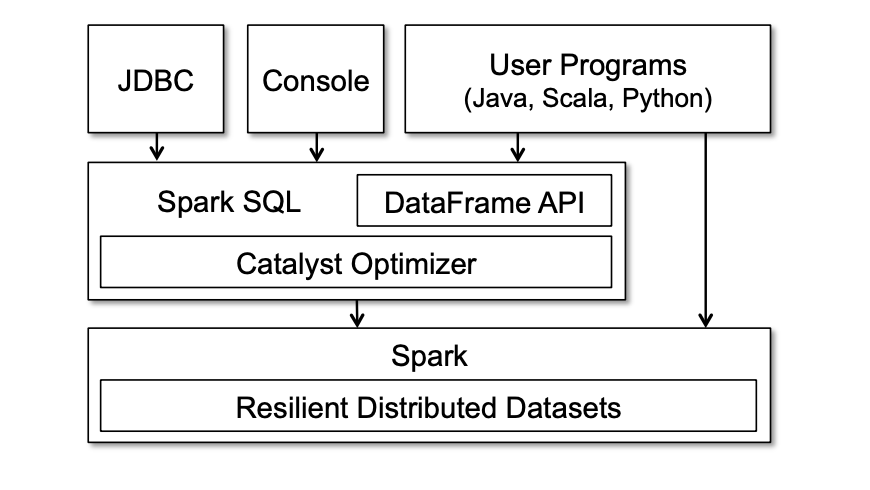 JDBC
Console
User Programs
(Java, Scala, Python)
Spark SQL
DataFrame API
Catalyst Optimizer
Spark
Resilient Distributed Datasets